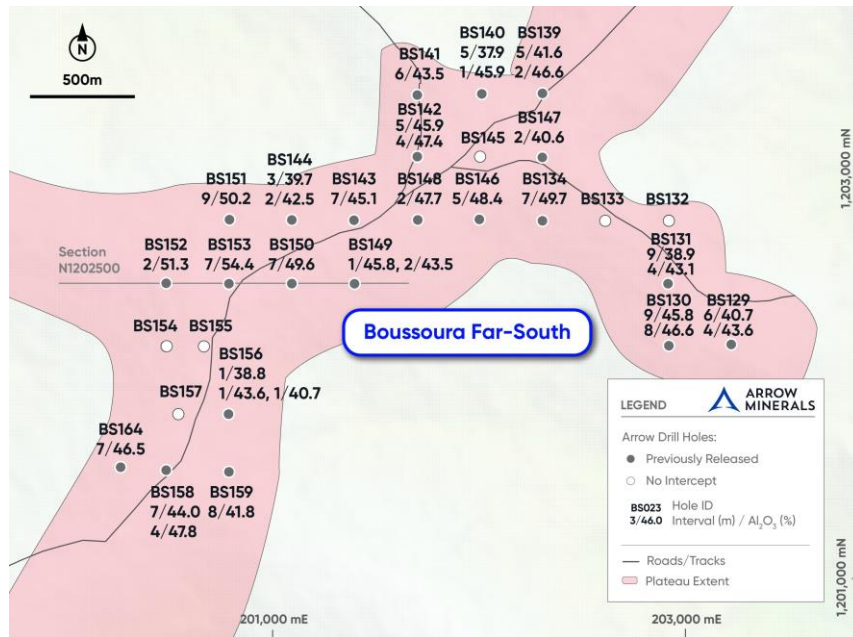 N
500m
BS141
6/43.5
BS140
5/37.9
1/45.9
BS139
5/41.6
2/46.6
BS142
5/45.9
4/47.4
BS145
BS147
2/40.6
1,203,000 mN
BS151
9/50.2
BS144
3/39.7
2/42.5
BS143
7/45.1
BS148
2/47.7
BS146
5/48.4
BS134
7/49.7
BS133
BS132
Section
N1202500
BS152
2/51.3
BS153
7/54.4
BS150
7/49.6
BS149
1/45.8, 2/43.5
BS131
9/38.9
4/43.1
BS154
BS155
Boussoura Far-South
BS130
9/45.8
8/46.6
BS129
6/40.7
4/43.6
BS156
1/38.8
1/43.6, 1/40.7
BS157
BS164
7/46.5
BS158
7/44.0
4/47.8
BS159
8/41.8
LEGEND
ARROW
MINERALS
Arrow Drill Holes:
Previously Released
No Intercept
BS023 Hole ID
3/46.0 Interval (m) / Al₂O₃ (%)
Roads/Tracks
Plateau Extent
1,201,000 mN
201,000 mE
203,000 mE